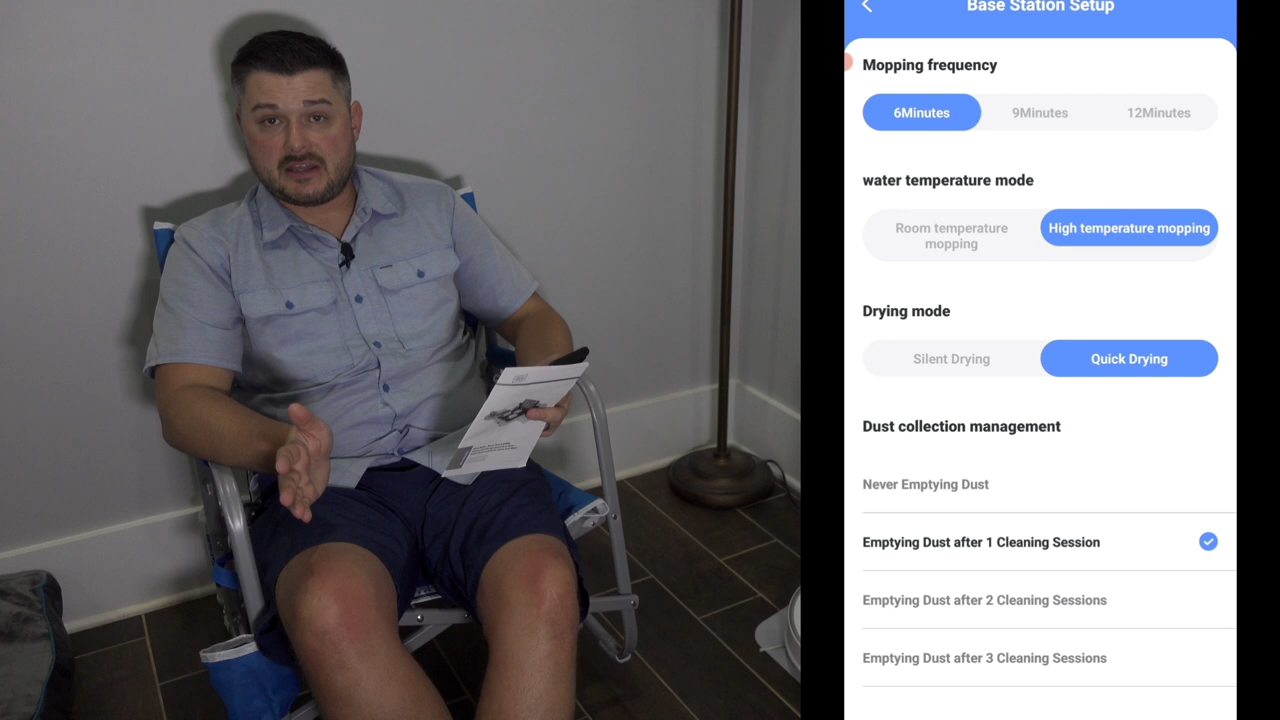 Base Station Setup
Mopping frequency
6Minutes
9Minutes
12Minutes
water temperature mode
Room temperature
mopping
High temperature mopping
Drying mode
Silent Drying
Quick Drying
Dust collection management
Never Emptying Dust
Emptying Dust after 1 Cleaning Session
Emptying Dust after 2 Cleaning Sessions
Emptying Dust after 3 Cleaning Sessions